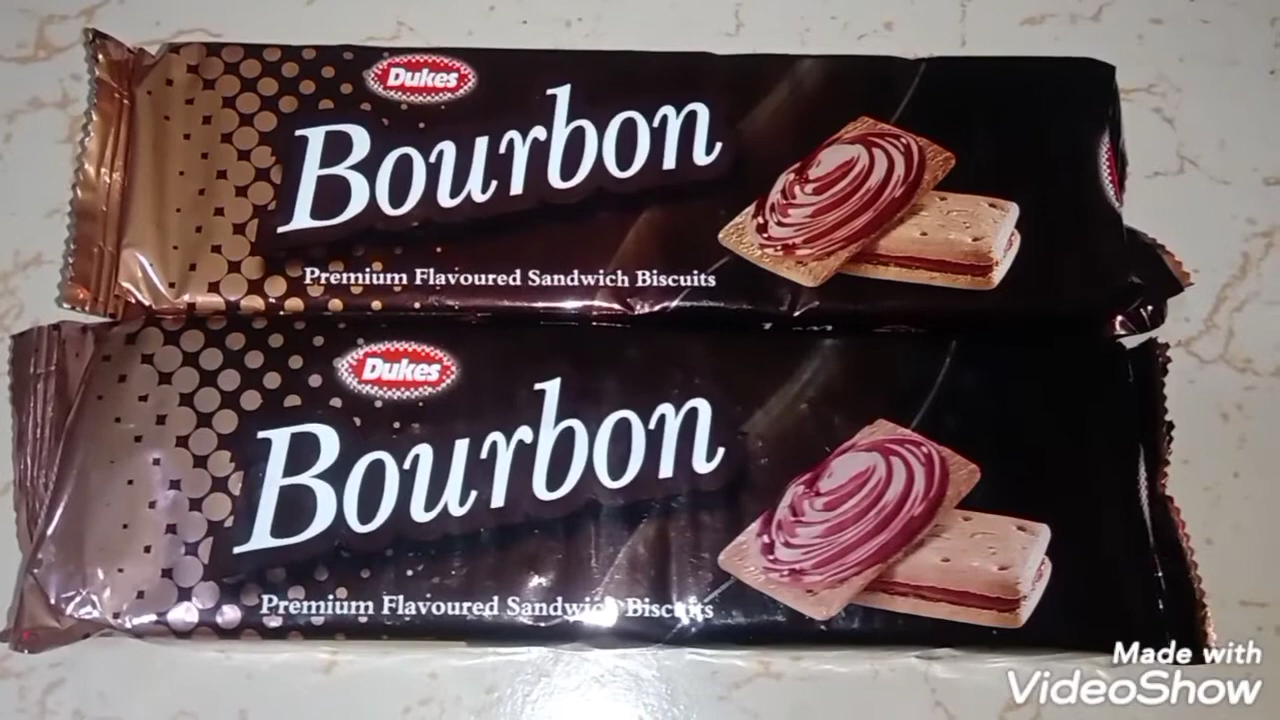 Dukes
Bourbon
Premium Flavoured Sandwich Biscuits
Dukes
Bourbon
Premium Flavoured Sandwich Biscuits
Made with
VideoShow